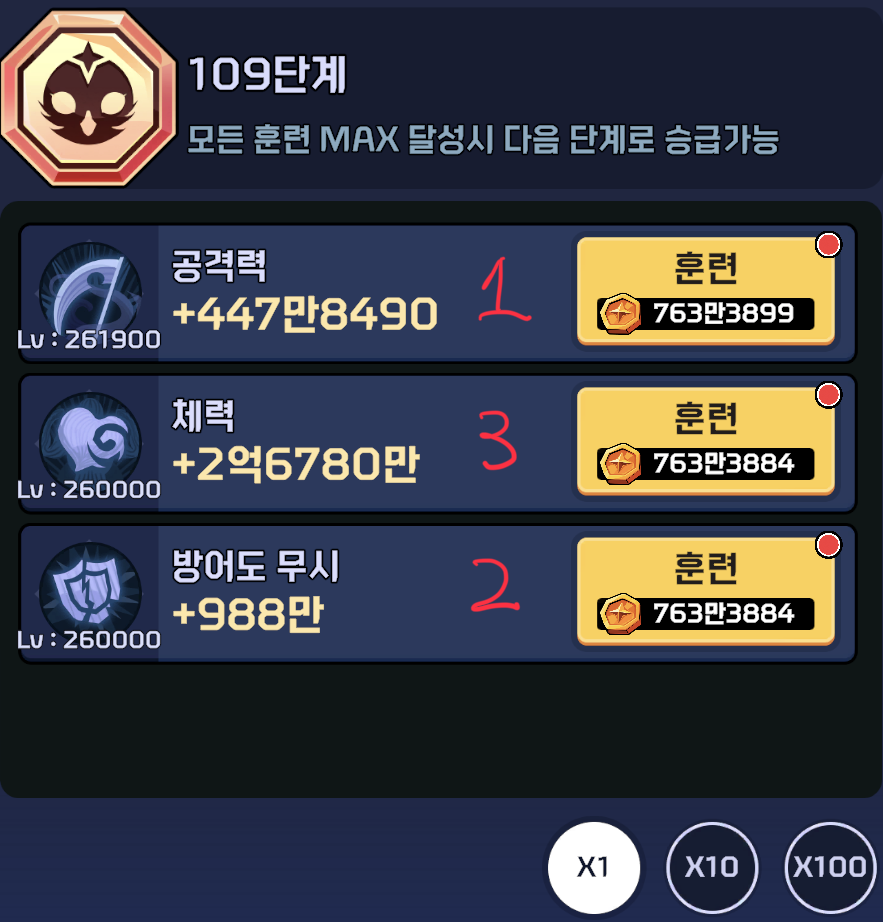 109단계
모든 훈련 MAX 달성시 다음 단계로 승급가능
공격력
+447만8490
Lv : 261900
1
훈련
763만3899
체력
+2억6780만
Lv : 260000
3
훈련
763만3884
방어도 무시
+988만
Lv : 260000
2
훈련
763만3884
X1 X10 X100